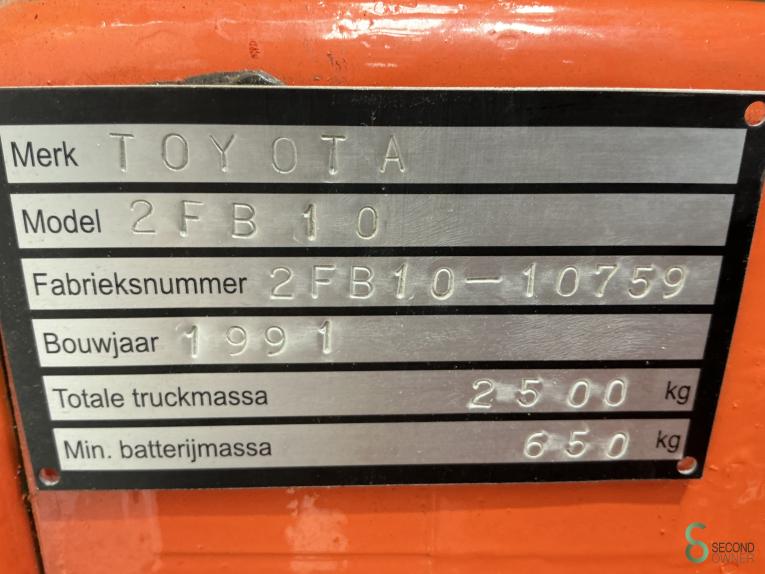 Merk TOYOTA
Model 2FB10
Fabrieksnummer 2FB10-10759
Bouwjaar 1991
Totale truckmassa 2500 kg
Min. batterijmassa 650 kg
SECOND
OWNER